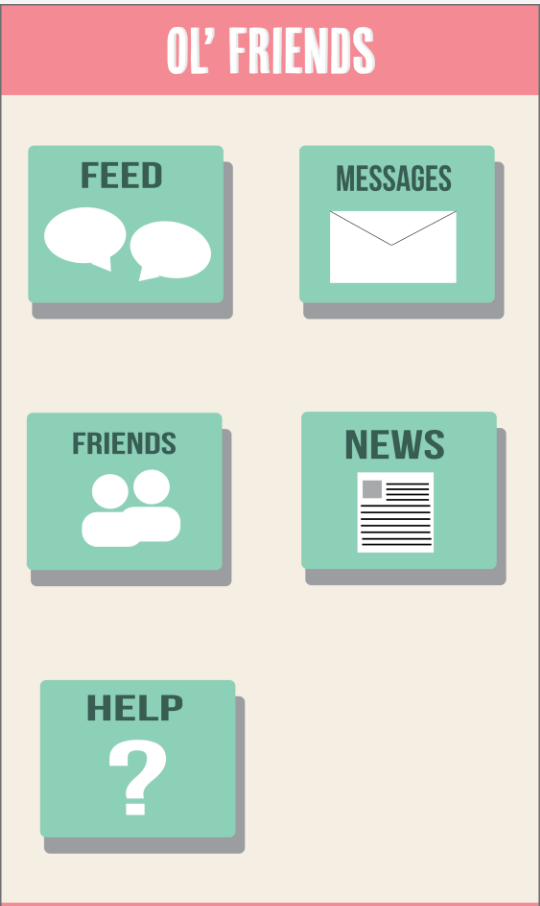 OL’ FRIENDS
FEED
MESSAGES
FRIENDS
NEWS
HELP
?